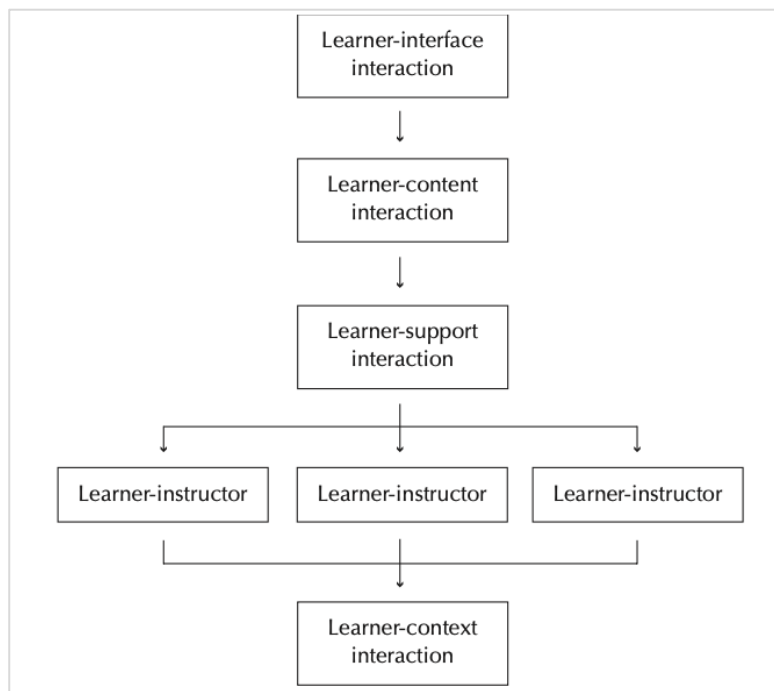 Learner-interface
interaction
Learner-content
interaction
Learner-support
interaction
Learner-instructor
Learner-instructor
Learner-instructor
Learner-context
interaction